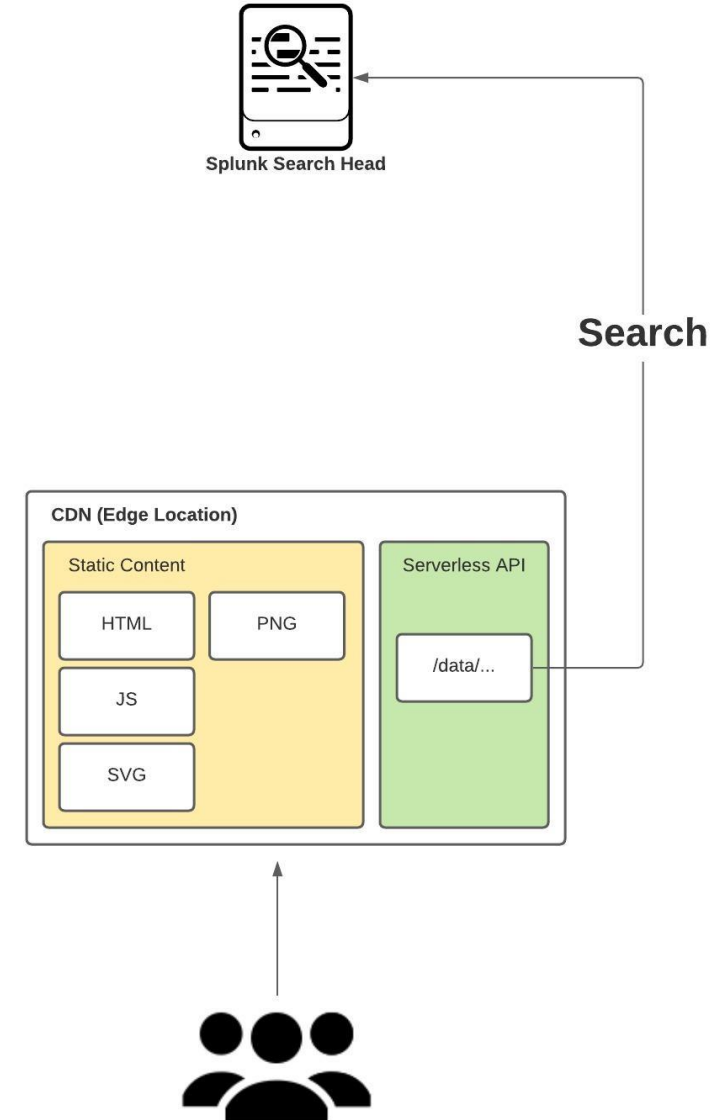 Splunk Search Head
Search
CDN (Edge Location)
Static Content
Serverless API
HTML
PNG
/data/...
JS
SVG